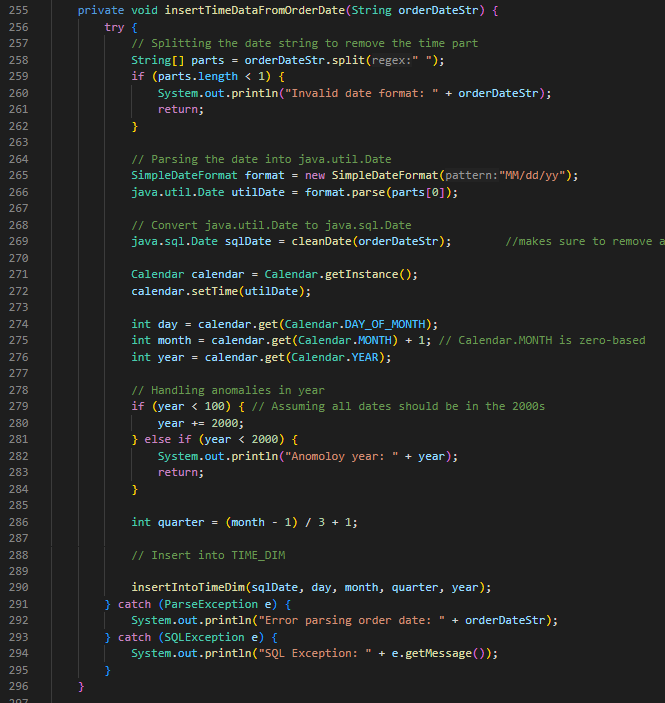 255 private void insertTimeDataFromOrderDate(String orderDateStr) {
256 try {
257 // Splitting the date string to remove the time part
258 String[] parts = orderDateStr.split(regex:" ");
259 if (parts.length < 1) {
260 System.out.println("Invalid date format: " + orderDateStr);
261 return;
262 }
263
264 // Parsing the date into java.util.Date
265 SimpleDateFormat format = new SimpleDateFormat(pattern:"MM/dd/yy");
266 java.util.Date utilDate = format.parse(parts[0]);
267
268 // Convert java.util.Date to java.sql.Date
269 java.sql.Date sqlDate = cleanDate(orderDateStr); //makes sure to remove a
270
271 Calendar calendar = Calendar.getInstance();
272 calendar.setTime(utilDate);
273
274 int day = calendar.get(Calendar.DAY_OF_MONTH);
275 int month = calendar.get(Calendar.MONTH) + 1; // Calendar.MONTH is zero-based
276 int year = calendar.get(Calendar.YEAR);
277
278 // Handling anomalies in year
279 if (year < 100) { // Assuming all dates should be in the 2000s
280 year += 2000;
281 } else if (year < 2000) {
282 System.out.println("Anomoloy year: " + year);
283 return;
284 }
285
286 int quarter = (month - 1) / 3 + 1;
287
288 // Insert into TIME_DIM
289
290 insertIntoTimeDim(sqlDate, day, month, quarter, year);
291 } catch (ParseException e) {
292 System.out.println("Error parsing order date: " + orderDateStr);
293 } catch (SQLException e) {
294 System.out.println("SQL Exception: " + e.getMessage());
295 }
296 }